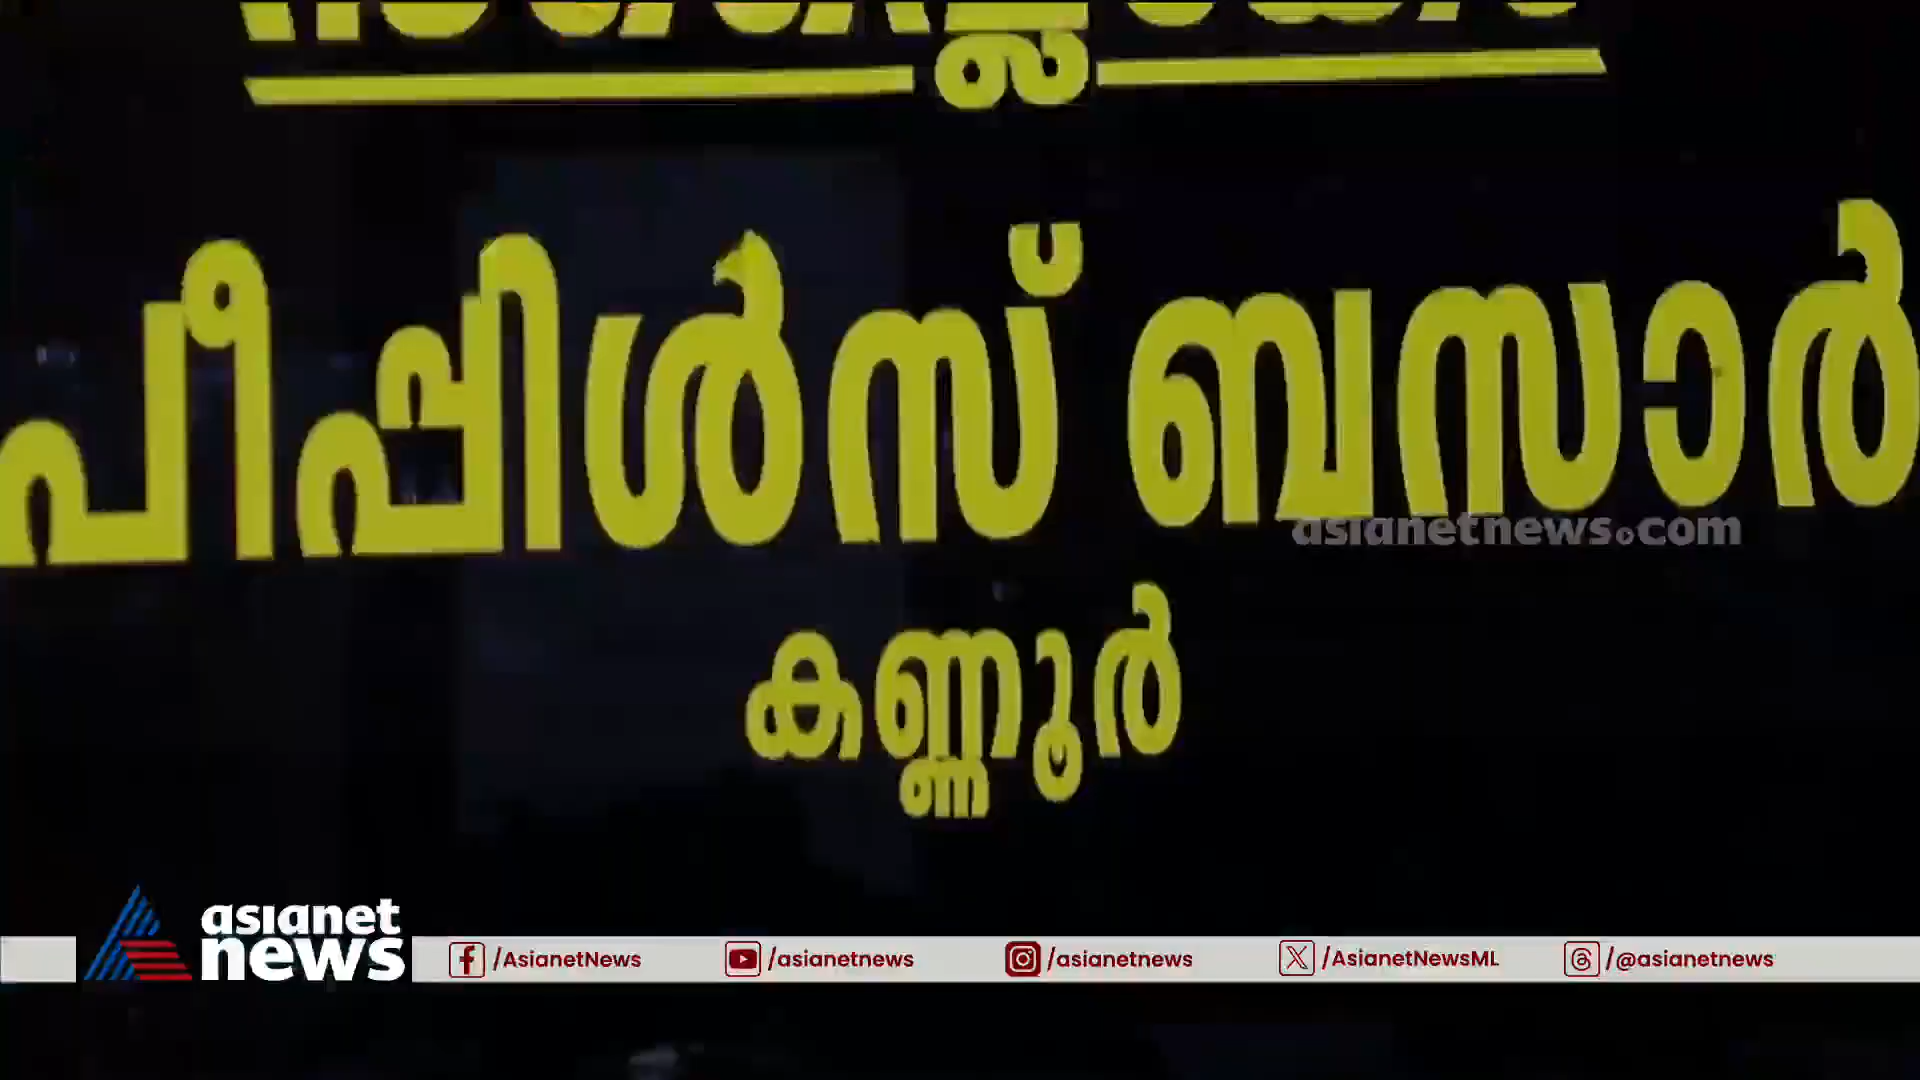 പീപ്പിൾസ് ബസാർ
asianetnews.com
കണ്ണൂർ
asianet
news
/AsianetNews
/asianetnews
/asianetnews
/AsianetNewsML
/@asianetnews